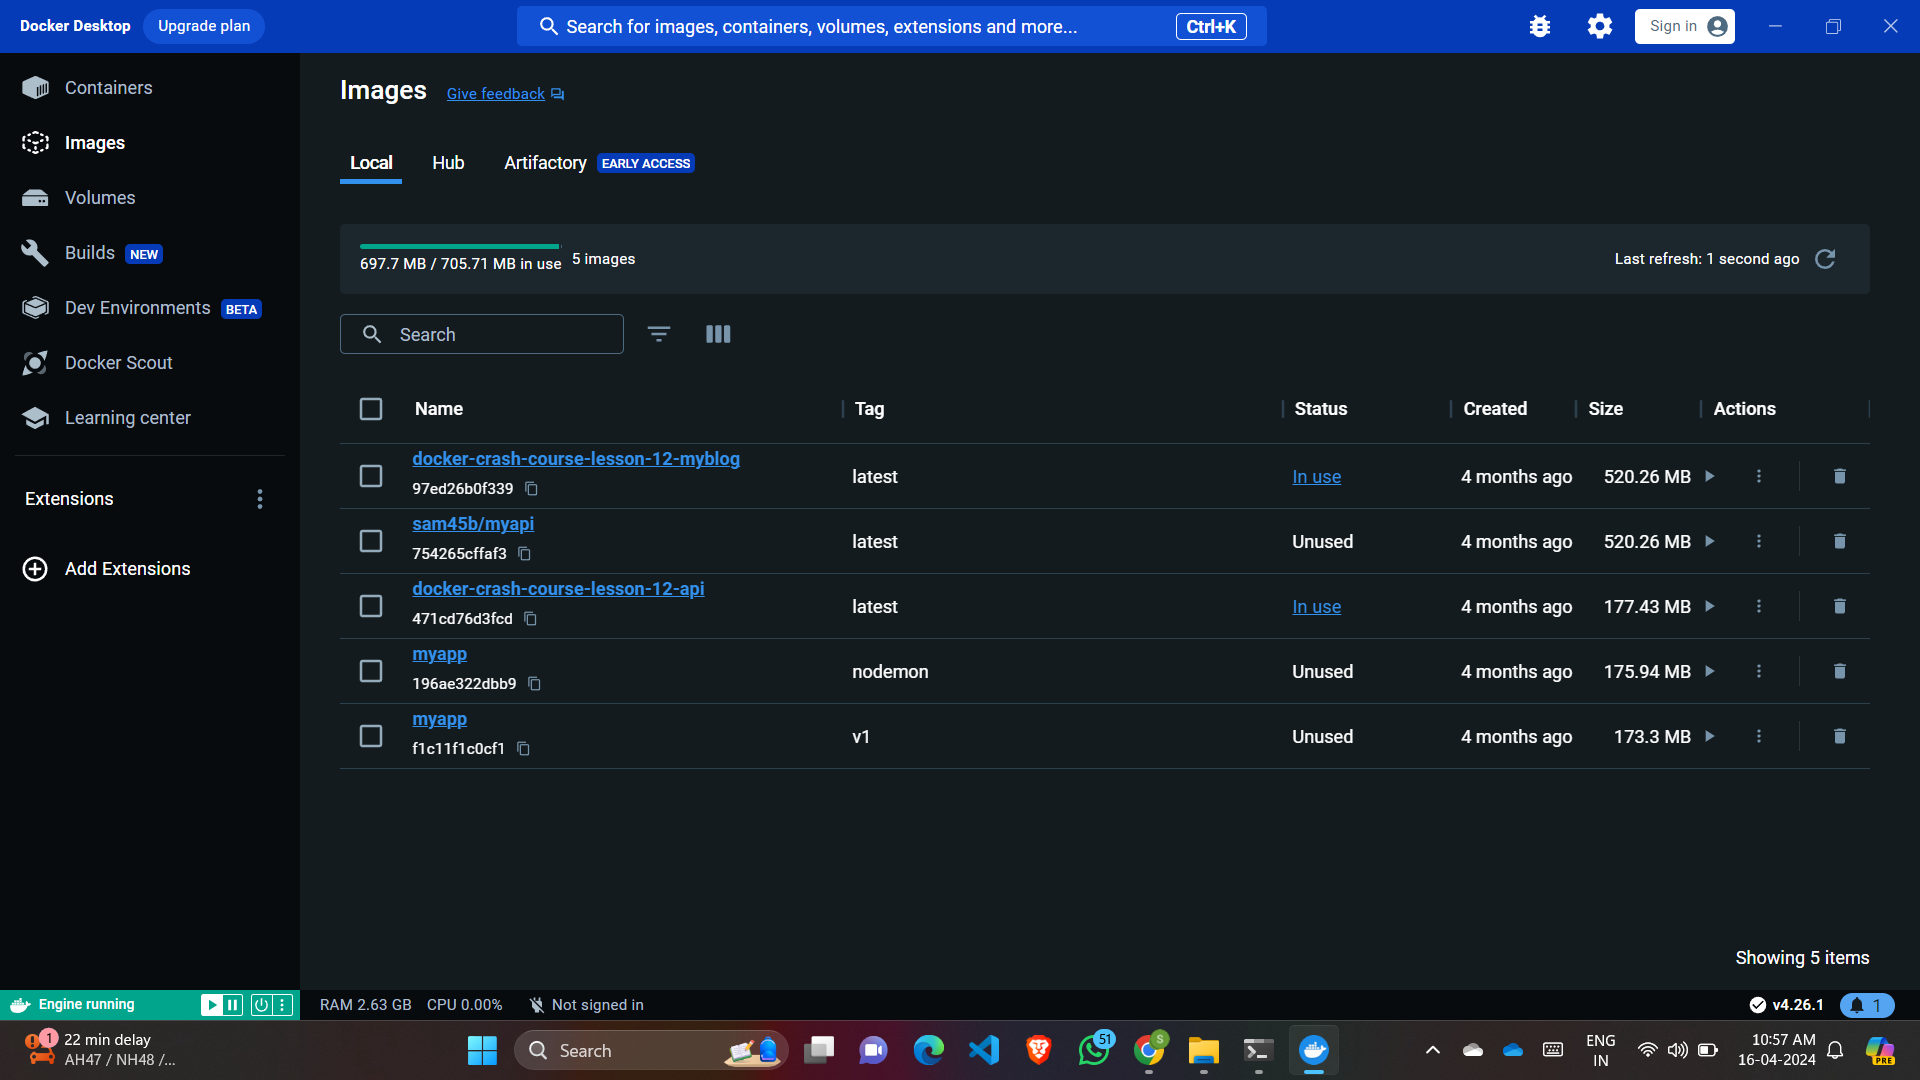 Docker Desktop
Upgrade plan
Search for images, containers, volumes, extensions and more...
Ctrl+K
Sign in
Containers
Images
Volumes
Builds NEW
Dev Environments BETA
Docker Scout
Learning center
Extensions
Add Extensions
Images
Give feedback
Local
Hub
Artifactory EARLY ACCESS
697.7 MB / 705.71 MB in use
5 images
Last refresh: 1 second ago
Search
Name Tag Status Created Size Actions
docker-crash-course-lesson-12-myblog
97ed26b0f339
latest In use 4 months ago 520.26 MB
sam45b/myapi
754265cffaf3
latest Unused 4 months ago 520.26 MB
docker-crash-course-lesson-12-api
471cd76d3fcd
latest In use 4 months ago 177.43 MB
myapp
196ae322dbb9
nodemon Unused 4 months ago 175.94 MB
myapp
f1c11f1c0cf1
v1 Unused 4 months ago 173.3 MB
Showing 5 items
Engine running
RAM 2.63 GB CPU 0.00%
Not signed in
v4.26.1
1
1
22 min delay
AH47 / NH48 /...
Search
51
S
ENG
IN
10:57 AM
16-04-2024
PRE